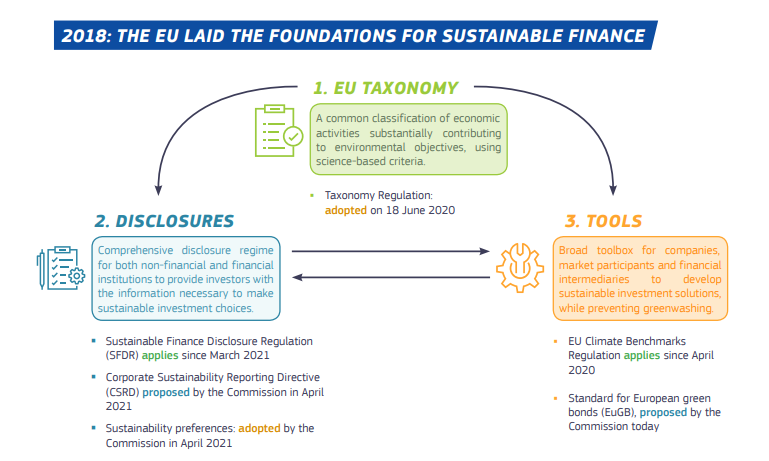 2018: THE EU LAID THE FOUNDATIONS FOR SUSTAINABLE FINANCE
1. EU TAXONOMY
A common classification of economic
activities substantially contributing
to environmental objectives, using
science-based criteria.
Taxonomy Regulation:
adopted on 18 June 2020
2. DISCLOSURES
Comprehensive disclosure regime
for both non-financial and financial
institutions to provide investors with
the information necessary to make
sustainable investment choices.
Sustainable Finance Disclosure Regulation
(SFDR) applies since March 2021
Corporate Sustainability Reporting Directive
(CSRD) proposed by the Commission in April
2021
Sustainability preferences: adopted by the
Commission in April 2021
3. TOOLS
Broad toolbox for companies,
market participants and financial
intermediaries to develop
sustainable investment solutions,
while preventing greenwashing.
EU Climate Benchmarks
Regulation applies since April
2020
Standard for European green
bonds (EuGB), proposed by the
Commission today